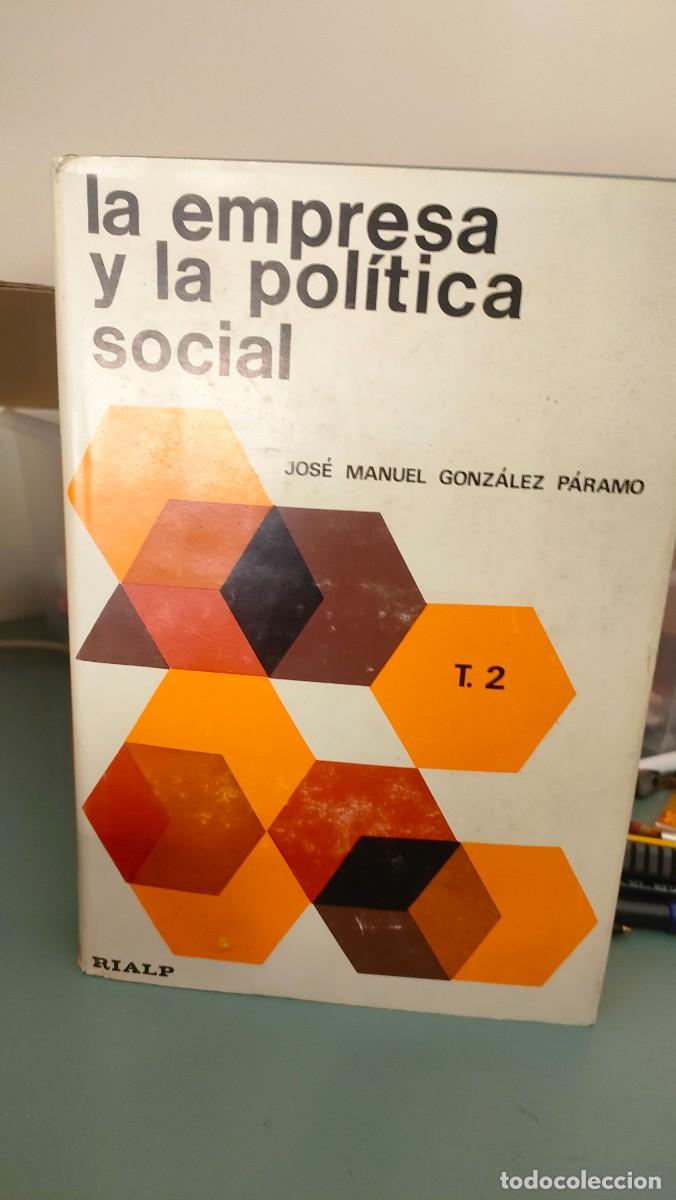 la empresa
y la política
social
JOSÉ MANUEL GONZÁLEZ PÁRAMO
T. 2
RIALP
todocoleccion